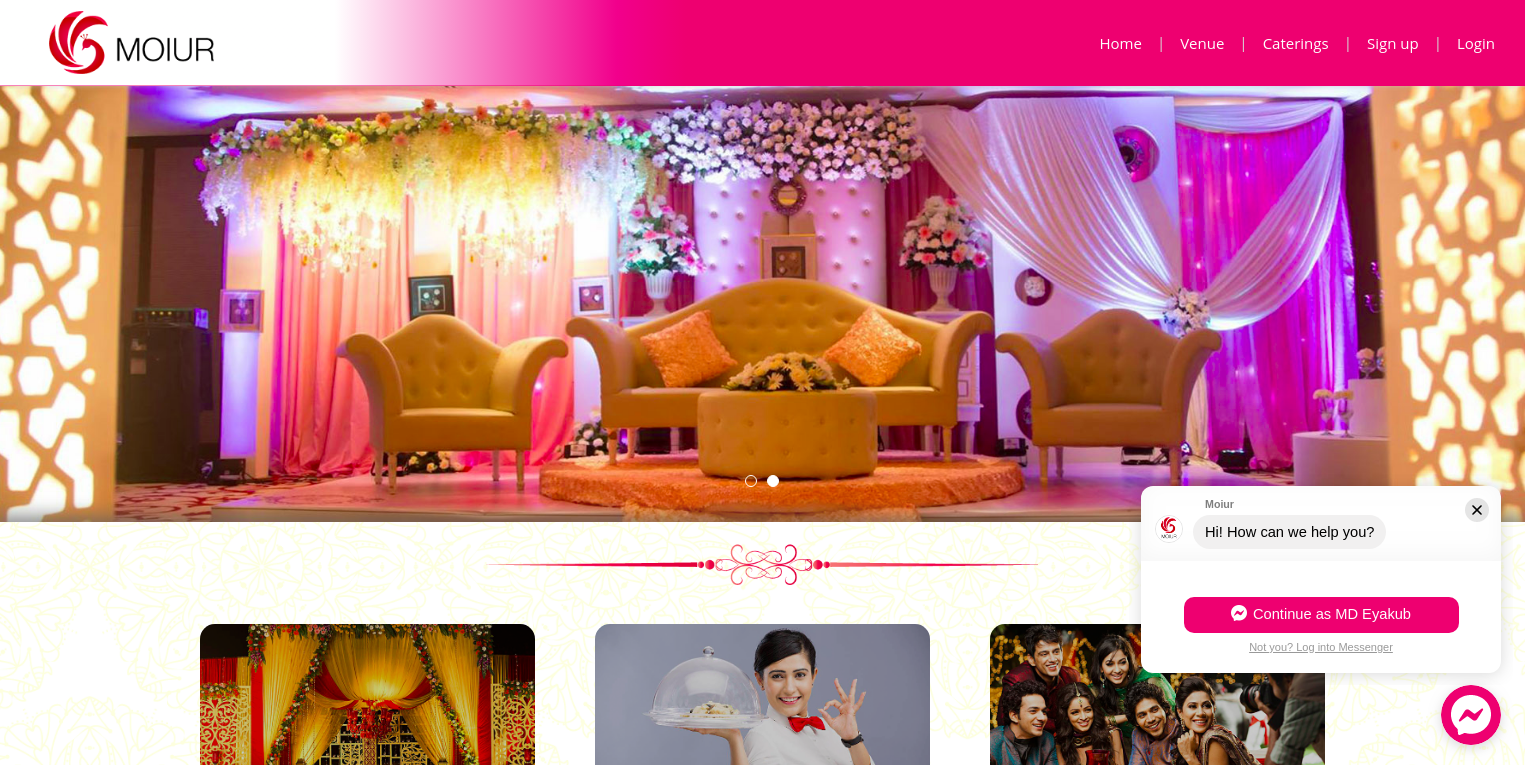 MOIUR
Home | Venue | Caterings | Sign up | Login
Moiur
Hi! How can we help you?
MOIUR
Continue as MD Eyakub
Not you? Log into Messenger